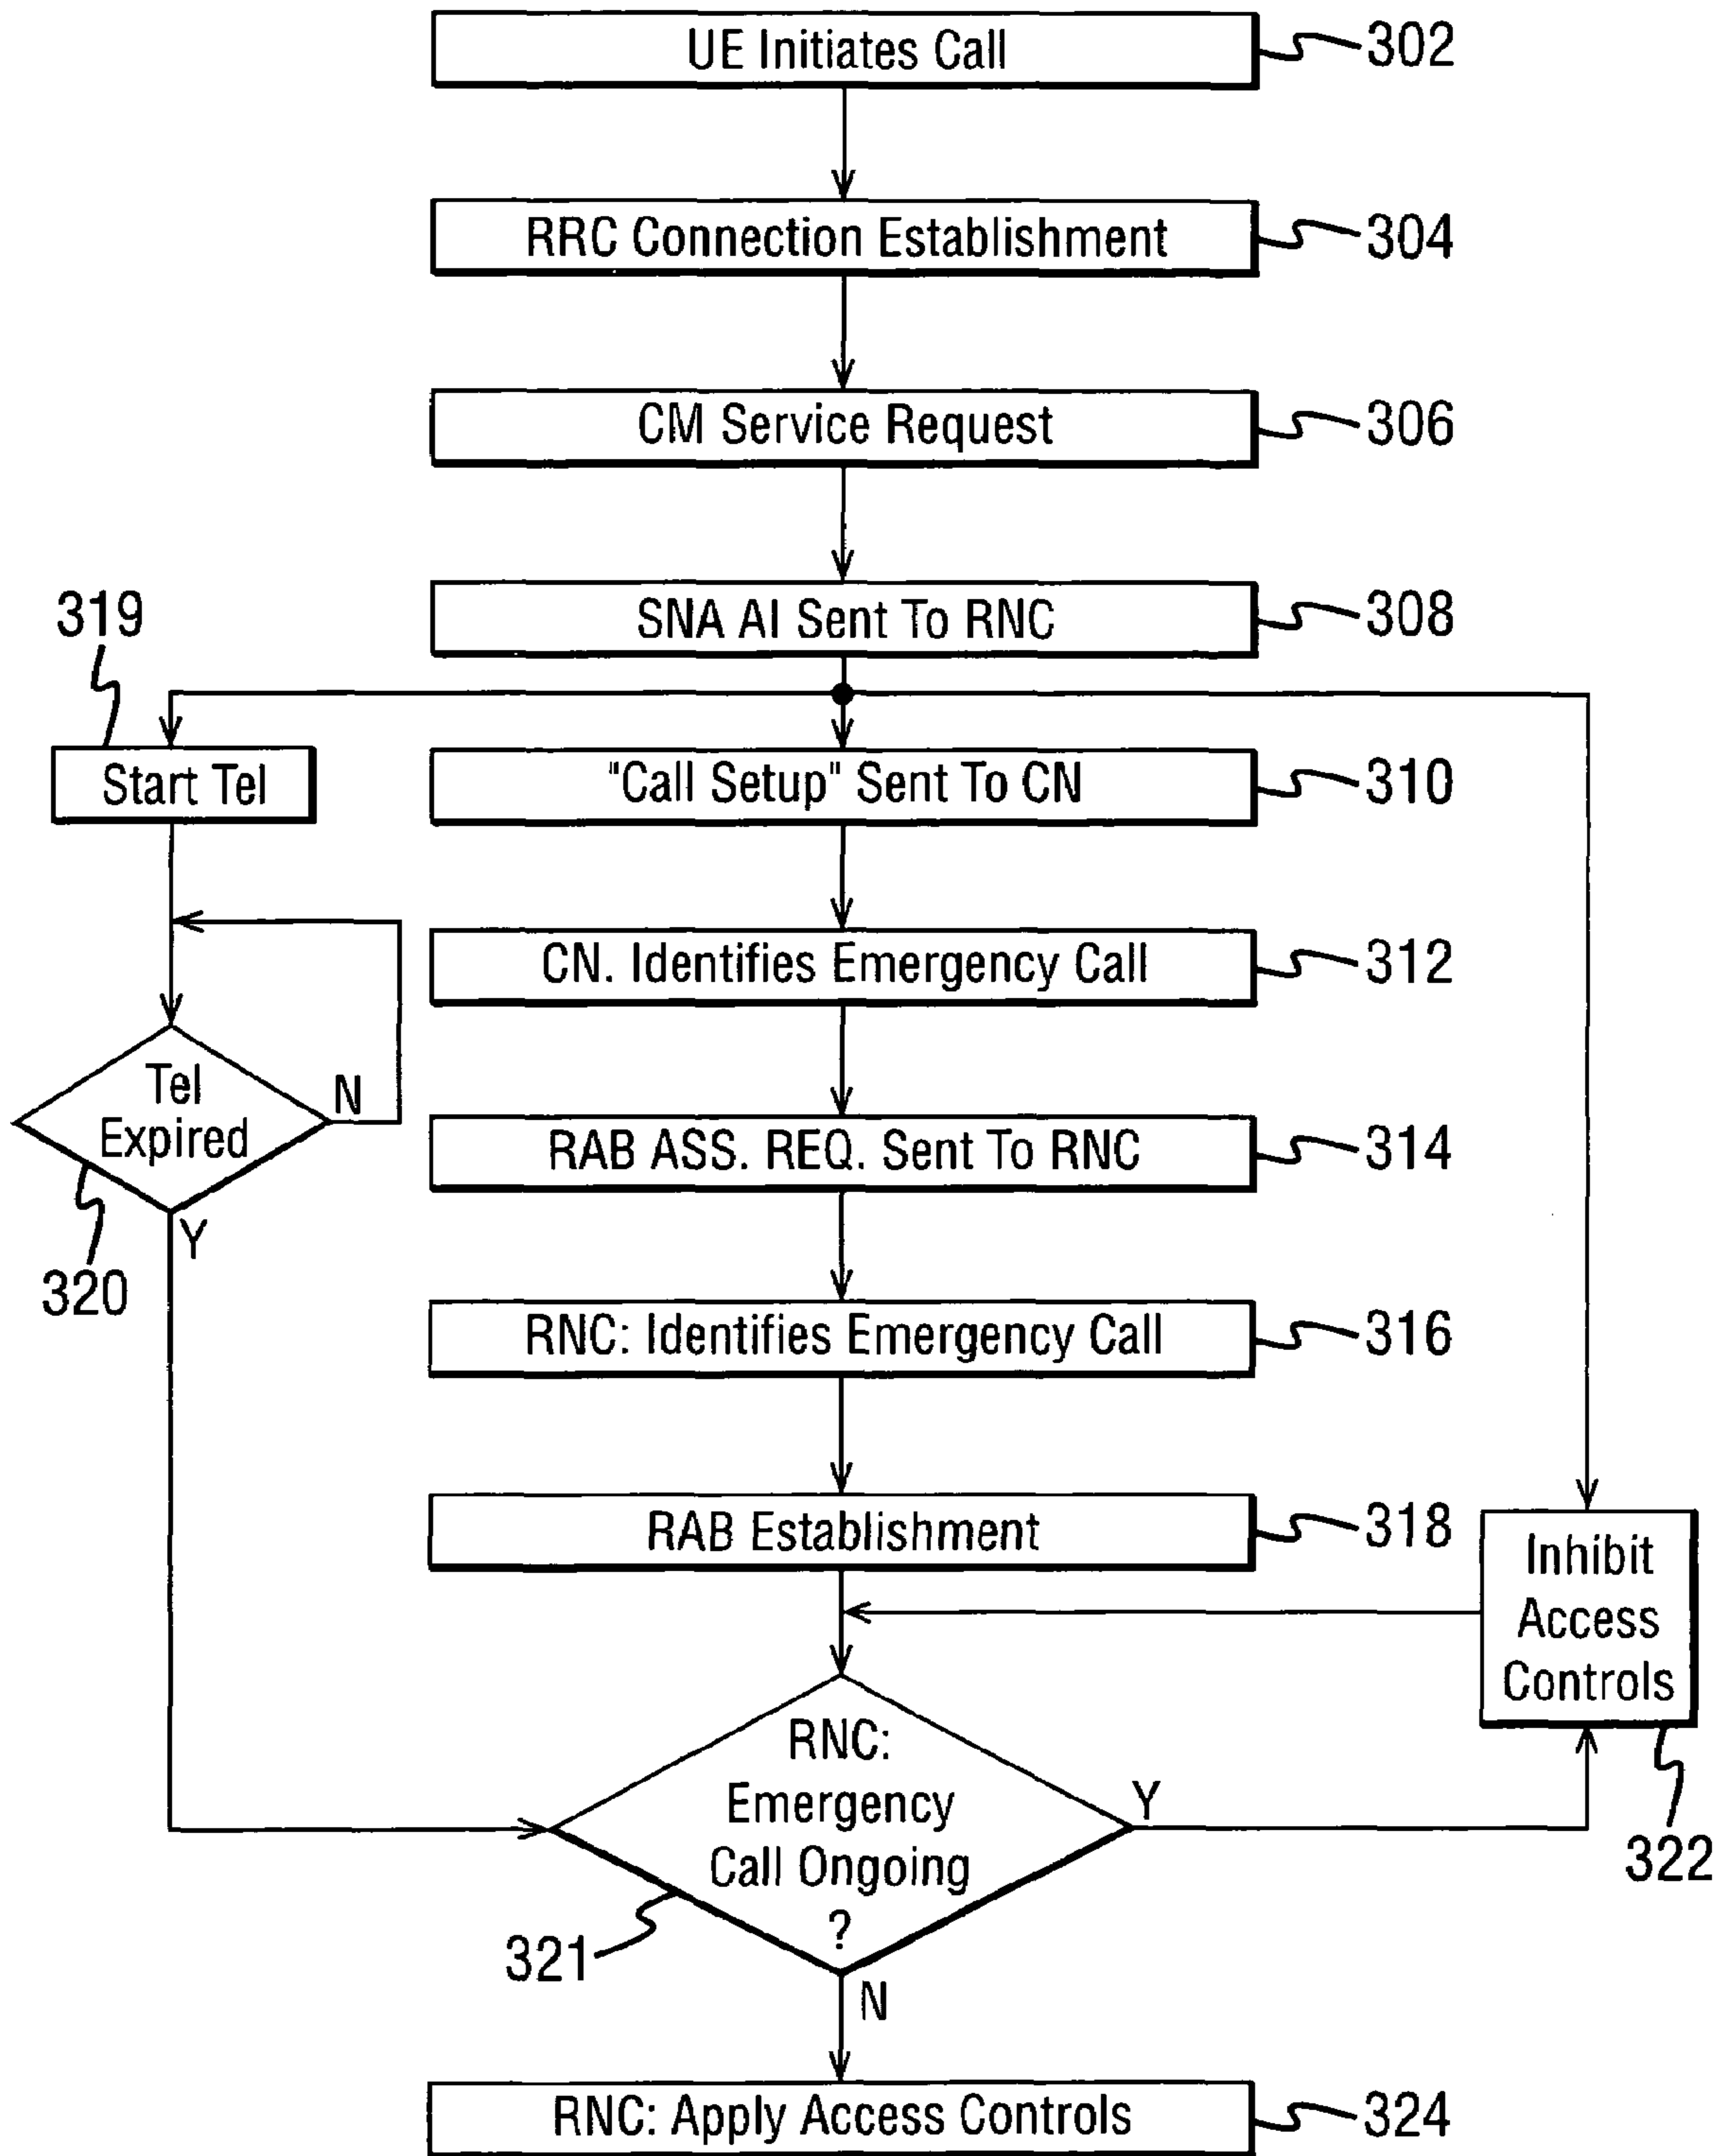 UE Initiates Call
302
RRC Connection Establishment
304
CM Service Request
306
SNA AI Sent To RNC
308
319
Start Tel
"Call Setup" Sent To CN
310
CN. Identifies Emergency Call
312
Tel
Expired
N
Y
320
RAB ASS. REQ. Sent To RNC
314
RNC: Identifies Emergency Call
316
RAB Establishment
318
Inhibit
Access
Controls
322
RNC:
Emergency
Call Ongoing
?
Y
321
N
RNC: Apply Access Controls
324